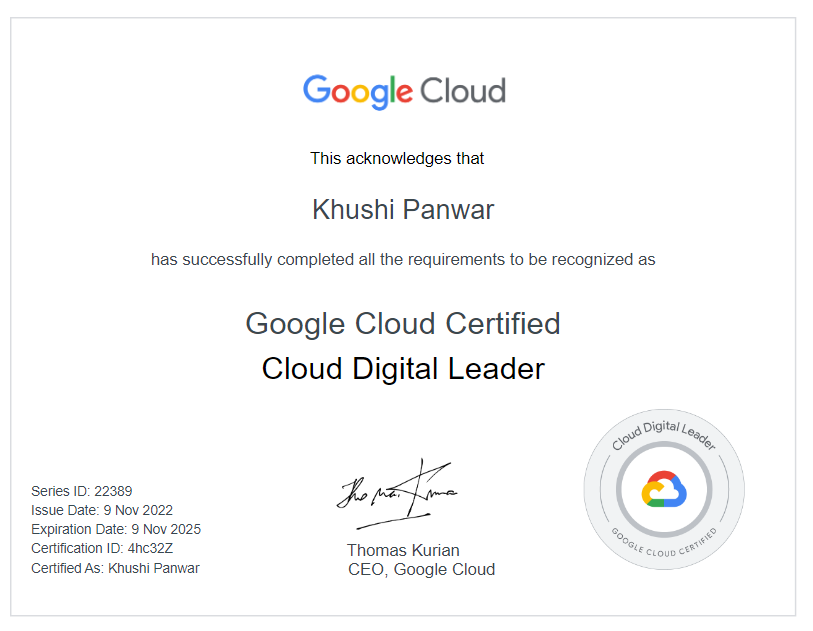 Google Cloud
This acknowledges that
Khushi Panwar
has successfully completed all the requirements to be recognized as
Google Cloud Certified
Cloud Digital Leader
Series ID: 22389
Issue Date: 9 Nov 2022
Expiration Date: 9 Nov 2025
Certification ID: 4hc32Z
Certified As: Khushi Panwar
Thomas Kurian
CEO, Google Cloud
Cloud Digital Leader
GOOGLE CLOUD CERTIFIED